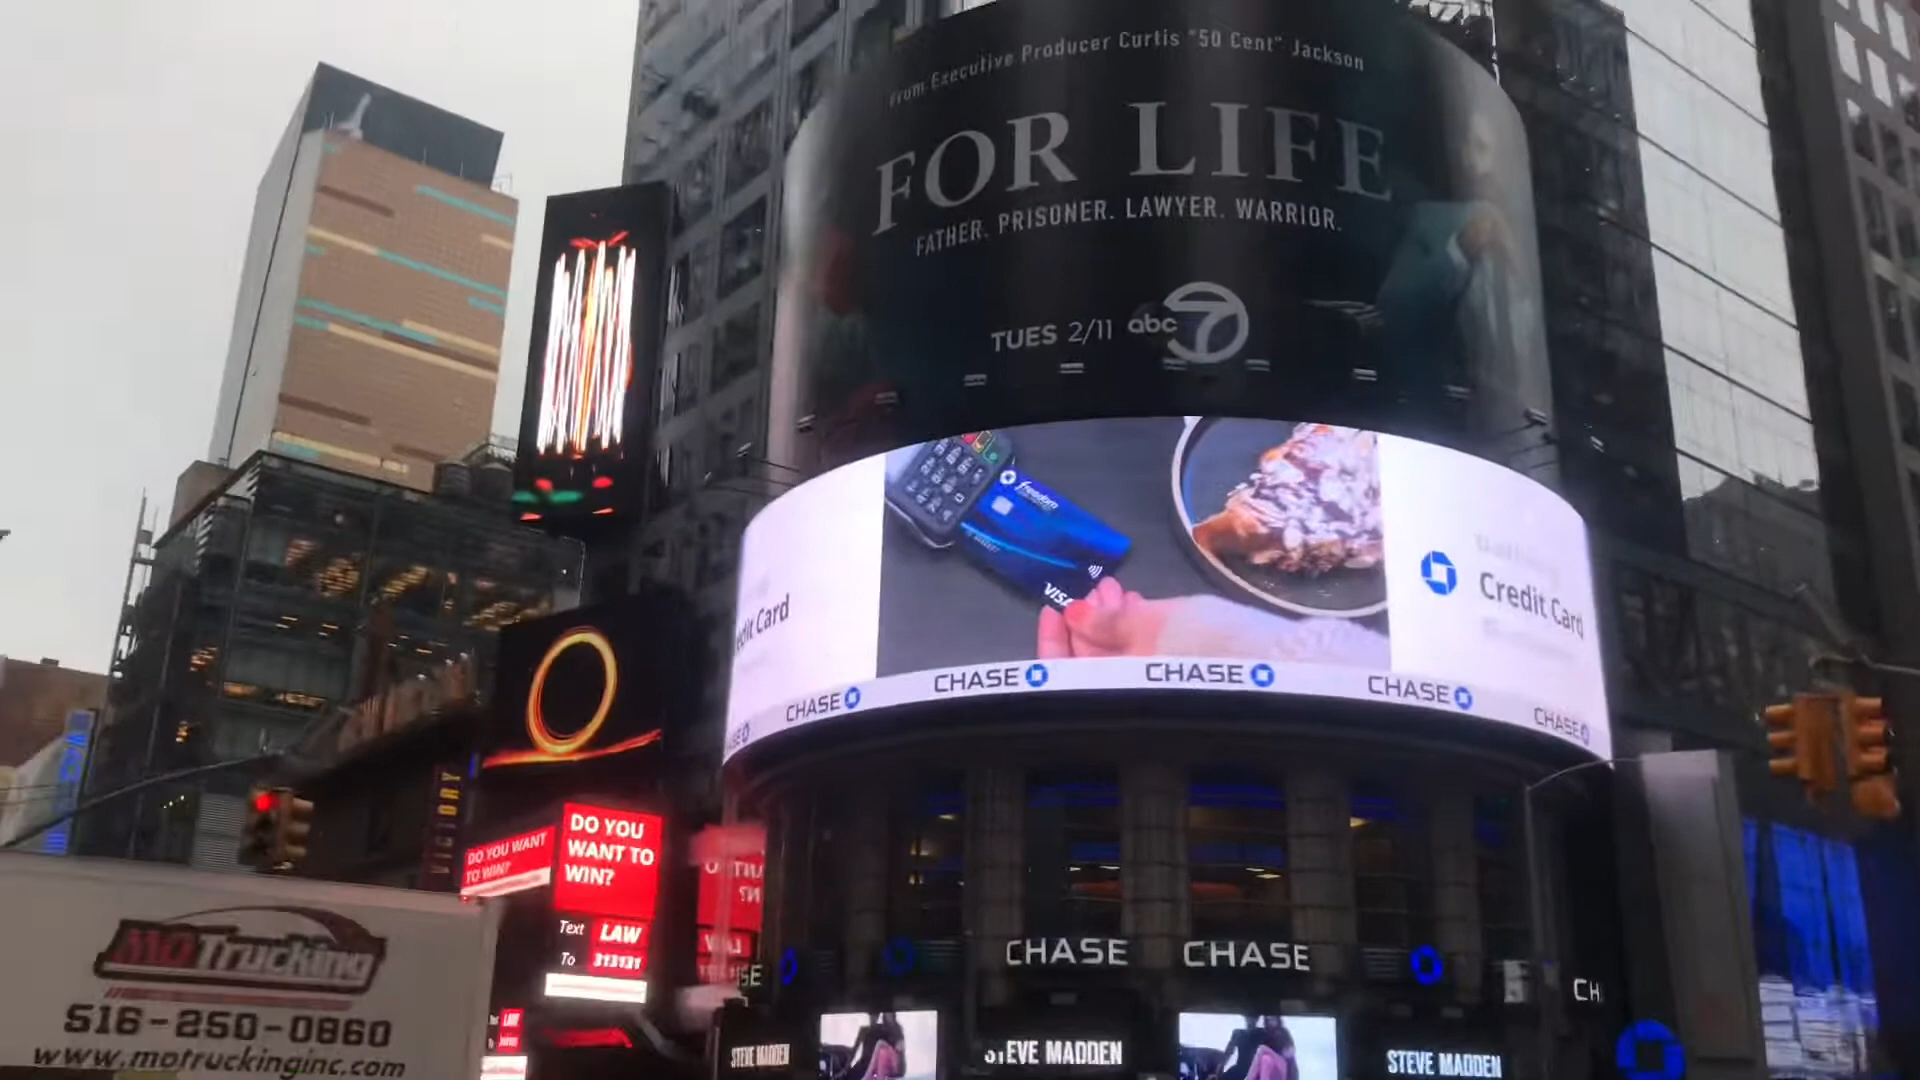 From Executive Producer Curtis "50 Cent" Jackson
FOR LIFE
FATHER. PRISONER. LAWYER. WARRIOR.
TUES 2/11 abc 7
freedom
VISA
Credit Card
Credit Card
CHASE
CHASE
CHASE
CHASE
CHASE
VICTORY
DO YOU WANT
TO WIN?
DO YOU
WANT TO
WIN?
Text LAW
To 313131
MOTrucking
516-250-0860
www.motruckinginc.com
CHASE
CHASE
CH
STEVE MADDEN
STEVE MADDEN
STEVE MADDEN